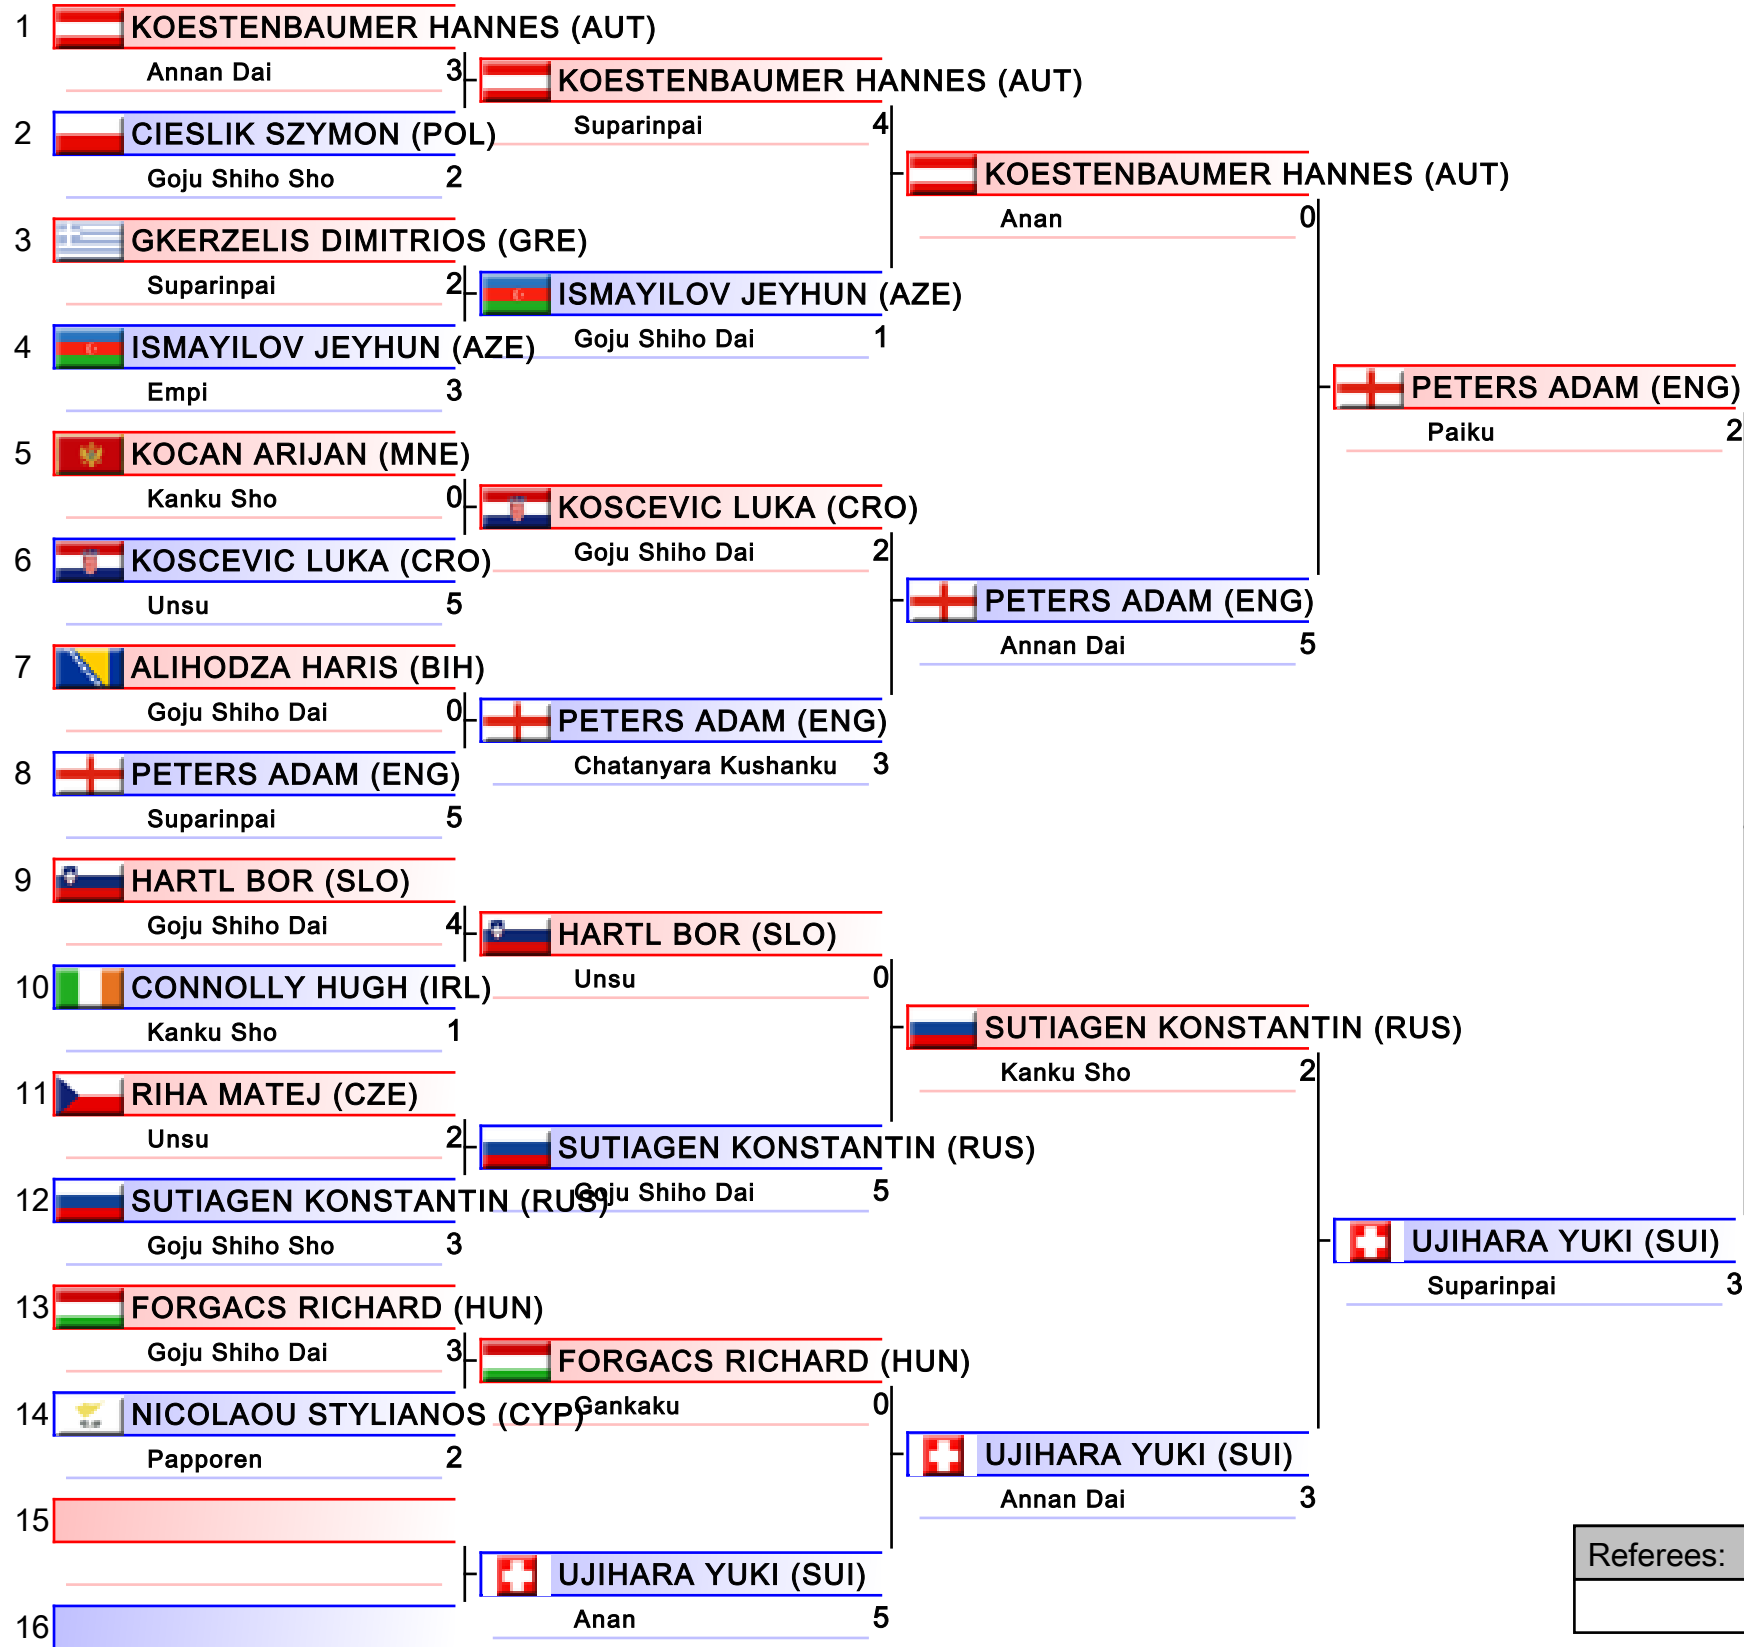 1 KOESTENBAUMER HANNES (AUT)
Annan Dai 3
2 CIESLIK SZYMON (POL)
Goju Shiho Sho 2
3 GKERZELIS DIMITRIOS (GRE)
Suparinpai 2
4 ISMAYILOV JEYHUN (AZE)
Empi 3
5 KOCAN ARIJAN (MNE)
Kanku Sho 0
6 KOSCEVIC LUKA (CRO)
Unsu 5
7 ALIHODZA HARIS (BIH)
Goju Shiho Dai 0
8 PETERS ADAM (ENG)
Suparinpai 5
9 HARTL BOR (SLO)
Goju Shiho Dai 4
10 CONNOLLY HUGH (IRL)
Kanku Sho 1
11 RIHA MATEJ (CZE)
Unsu 2
12 SUTIAGEN KONSTANTIN (RUS)
Goju Shiho Sho 3
13 FORGACS RICHARD (HUN)
Goju Shiho Dai 3
14 NICOLAOU STYLIANOS (CYP)
Papporen 2
15
16
KOESTENBAUMER HANNES (AUT)
Suparinpai 4
ISMAYILOV JEYHUN (AZE)
Goju Shiho Dai 1
KOSCEVIC LUKA (CRO)
Goju Shiho Dai 2
PETERS ADAM (ENG)
Chatanyara Kushanku 3
HARTL BOR (SLO)
Unsu 0
SUTIAGEN KONSTANTIN (RUS)
Goju Shiho Dai 5
FORGACS RICHARD (HUN)
Gankaku 0
UJIHARA YUKI (SUI)
Anan 5
KOESTENBAUMER HANNES (AUT)
Anan 0
PETERS ADAM (ENG)
Annan Dai 5
SUTIAGEN KONSTANTIN (RUS)
Kanku Sho 2
UJIHARA YUKI (SUI)
Annan Dai 3
PETERS ADAM (ENG)
Paiku 2
UJIHARA YUKI (SUI)
Suparinpai 3
Referees: